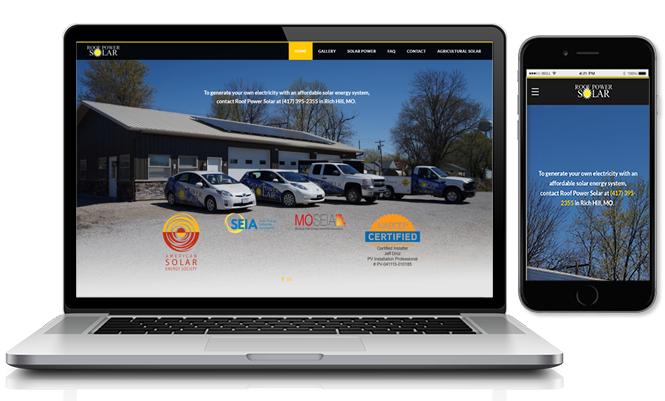 ROOF POWER
SOLAR
HOME GALLERY SOLAR POWER FAQ CONTACT AGRICULTURAL SOLAR
To generate your own electricity with an affordable solar energy system,
contact Roof Power Solar at (417) 395-2355 in Rich Hill, MO.
AMERICAN
SOLAR
ENERGY SOCIETY
SEIA
MOSEIA
CERTIFIED
Certified Installer
Jeff Diroz
PV Installation Professional
# PV-041115-010185
4:21 PM
100%
ROOF POWER
SOLAR
To generate your own electricity with an
affordable solar energy system,
contact Roof Power Solar at (417) 395-
2355 in Rich Hill, MO.